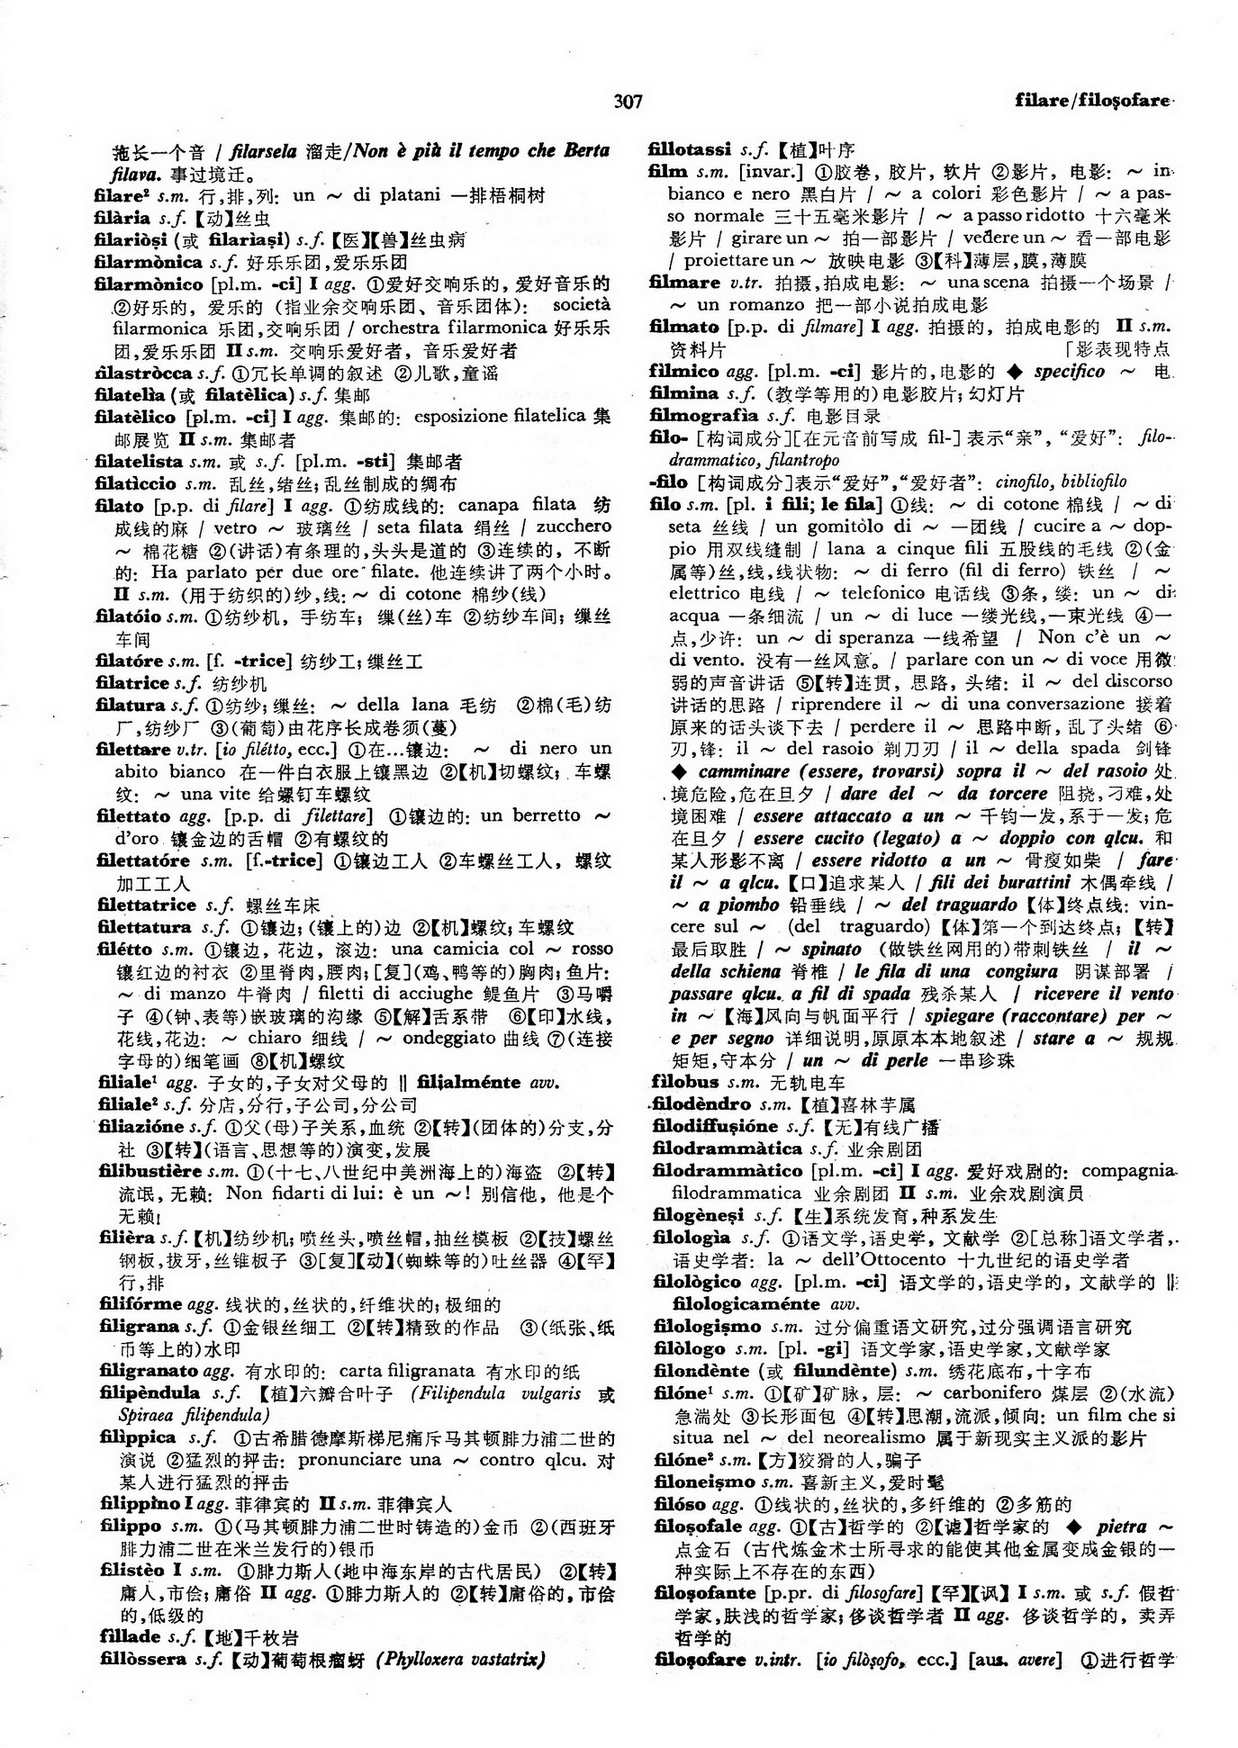 307
filare/filoşofare
拖长一个音 / filarsela 溜走/Non è più il tempo che Berta
filava. 事过境迁。
filare² s.m. 行,排,列: un ~ di platani 一排梧桐树
filària s.f.【动】丝虫
filariòşi (或 filariaşi) s.f.【医】【兽】丝虫病
filarmònica s.f. 好乐乐团,爱乐乐团
filarmònico [pl.m. -ci] I agg. ①爱好交响乐的, 爱好音乐的
②好乐的, 爱乐的 (指业余交响乐团、音乐团体): società
filarmonica 乐团,交响乐团 / orchestra filarmonica 好乐乐
团,爱乐乐团 II s.m. 交响乐爱好者, 音乐爱好者
filastròcca s.f. ①冗长单调的叙述 ②儿歌,童谣
filatelìa (或 filatèlica) s.f. 集邮
filatèlico [pl.m. -ci] I agg. 集邮的: esposizione filatelica 集
邮展览 II s.m. 集邮者
filatelista s.m. 或 s.f. [pl.m. -sti] 集邮者
filatìccio s.m. 乱丝,绪丝; 乱丝制成的绸布
filato [p.p. di filare] I agg. ①纺成线的: canapa filata 纺
成线的麻 / vetro ~ 玻璃丝 / seta filata 绢丝 / zucchero
~ 棉花糖 ②(讲话)有条理的,头头是道的 ③连续的, 不断
的: Ha parlato per due ore filate. 他连续讲了两个小时。
II s.m. (用于纺织的)纱,线: ~ di cotone 棉纱(线)
filatóio s.m. ①纺纱机, 手纺车; 缫(丝)车 ②纺纱车间; 缫丝
车间
filatóre s.m. [f. -trice] 纺纱工; 缫丝工
filatrice s.f. 纺纱机
filatura s.f. ①纺纱; 缫丝: ~ della lana 毛纺 ②棉(毛)纺
厂,纺纱厂 ③(葡萄)由花序长成卷须(蔓)
filettare v.tr. [io filétto, ecc.] ①在…镶边: ~ di nero un
abito bianco 在一件白衣服上镶黑边 ②【机】切螺纹; 车螺
纹: ~ una vite 给螺钉车螺纹
filettato agg. [p.p. di filettare] ①镶边的: un berretto ~
d'oro 镶金边的舌帽 ②有螺纹的
filettatóre s.m. [f.-trice] ①镶边工人 ②车螺丝工人, 螺纹
加工工人
filettatrice s.f. 螺丝车床
filettatura s.f. ①镶边; (镶上的)边 ②【机】螺纹; 车螺纹
filétto s.m. ①镶边, 花边, 滚边: una camicia col ~ rosso
镶红边的衬衣 ②里脊肉,腰肉; [复](鸡、鸭等的)胸肉; 鱼片:
~ di manzo 牛脊肉 / filetti di acciughe 鳀鱼片 ③马嚼
子 ④(钟、表等)嵌玻璃的沟缘 ⑤【解】舌系带 ⑥【印】水线,
花线,花边: ~ chiaro 细线 / ~ ondeggiato 曲线 ⑦(连接
字母的)细笔画 ⑧【机】螺纹
filiale¹ agg. 子女的,子女对父母的 ‖ filialménte avv.
filiale² s.f. 分店,分行,子公司,分公司
filiazióne s.f. ①父(母)子关系,血统 ②【转】(团体的)分支,分
社 ③【转】(语言、思想等的)演变,发展
filibustière s.m. ①(十七、八世纪中美洲海上的)海盗 ②【转】
流氓, 无赖: Non fidarti di lui: è un ~! 别信他, 他是个
无赖!
filièra s.f.【机】纺纱机; 喷丝头,喷丝帽,抽丝模板 ②【技】螺丝
钢板,拔牙,丝锥板子 ③[复]【动】(蜘蛛等的)吐丝器 ④【罕】
行,排
filifórme agg. 线状的,丝状的,纤维状的; 极细的
filigrana s.f. ①金银丝细工 ②【转】精致的作品 ③(纸张、纸
币等上的)水印
filigranato agg. 有水印的: carta filigranata 有水印的纸
filipèndula s.f. 【植】六瓣合叶子 (Filipendula vulgaris 或
Spiraea filipendula)
filìppica s.f. ①古希腊德摩斯梯尼痛斥马其顿腓力浦二世的
演说 ②猛烈的抨击: pronunciare una ~ contro qlcu. 对
某人进行猛烈的抨击
filippino I agg. 菲律宾的 II s.m. 菲律宾人
filippo s.m. ①(马其顿腓力浦二世时铸造的)金币 ②(西班牙
腓力浦二世在米兰发行的)银币
filistèo I s.m. ①腓力斯人(地中海东岸的古代居民) ②【转】
庸人,市侩; 庸俗 II agg. ①腓力斯人的 ②【转】庸俗的, 市侩
的,低级的
fillade s.f.【地】千枚岩
fillòssera s.f.【动】葡萄根瘤蚜 (Phylloxera vastatrix)
fillotassi s.f.【植】叶序
film s.m. [invar.] ①胶卷, 胶片, 软片 ②影片, 电影: ~ in
bianco e nero 黑白片 / ~ a colori 彩色影片 / ~ a pas-
so normale 三十五毫米影片 / ~ a passo ridotto 十六毫米
影片 / girare un ~ 拍一部影片 / vedere un ~ 看一部电影
/ proiettare un ~ 放映电影 ③【科】薄层,膜,薄膜
filmare v.tr. 拍摄,拍成电影: ~ una scena 拍摄一个场景 /
~ un romanzo 把一部小说拍成电影
filmato [p.p. di filmare] I agg. 拍摄的, 拍成电影的 II s.m.
资料片 「影表现特点
fìlmico agg. [pl.m. -ci] 影片的,电影的 ◆ specifico ~ 电
filmina s.f. (教学等用的)电影胶片; 幻灯片
filmografìa s.f. 电影目录
filo- [构词成分][在元音前写成 fil-] 表示“亲”, “爱好”: filo-
drammatico, filantropo
-filo [构词成分]表示“爱好”,“爱好者”: cinofilo, bibliofilo
filo s.m. [pl. i fili; le fila] ①线: ~ di cotone 棉线 / ~ di
seta 丝线 / un gomitòlo di ~ 一团线 / cucire a ~ dop-
pio 用双线缝制 / lana a cinque fili 五股线的毛线 ②(金
属等)丝,线,线状物: ~ di ferro (fil di ferro) 铁丝 / ~
elettrico 电线 / ~ telefonico 电话线 ③条, 缕: un ~ di
acqua 一条细流 / un ~ di luce 一缕光线,一束光线 ④一
点,少许: un ~ di speranza 一线希望 / Non c'è un ~
di vento. 没有一丝风意。/ parlare con un ~ di voce 用微
弱的声音讲话 ⑤【转】连贯, 思路, 头绪: il ~ del discorso
讲话的思路 / riprendere il ~ di una conversazione 接着
原来的话头谈下去 / perdere il ~ 思路中断, 乱了头绪 ⑥
刃,锋: il ~ del rasoio 剃刀刃 / il ~ della spada 剑锋
◆ camminare (essere, trovarsi) sopra il ~ del rasoio 处
境危险,危在旦夕 / dare del ~ da torcere 阻挠,刁难,处
境困难 / essere attaccato a un ~ 千钧一发,系于一发; 危
在旦夕 / essere cucito (legato) a ~ doppio con qlcu. 和
某人形影不离 / essere ridotto a un ~ 骨瘦如柴 / fare
il ~ a qlcu.【口】追求某人 / fili dei burattini 木偶牵线 /
~ a piombo 铅垂线 / ~ del traguardo【体】终点线: vin-
cere sul ~ (del traguardo)【体】第一个到达终点; 【转】
最后取胜 / ~ spinato (做铁丝网用的)带刺铁丝 / il ~
della schiena 脊椎 / le fila di una congiura 阴谋部署 /
passare qlcu. a fil di spada 残杀某人 / ricevere il vento
in ~【海】风向与帆面平行 / spiegare (raccontare) per ~
e per segno 详细说明,原原本本地叙述 / stare a ~ 规规
矩矩,守本分 / un ~ di perle 一串珍珠
fìlobus s.m. 无轨电车
filodèndro s.m.【植】喜林芋属
filodiffuşióne s.f.【无】有线广播
filodrammàtica s.f. 业余剧团
filodrammàtico [pl.m. -ci] I agg. 爱好戏剧的: compagnia
filodrammatica 业余剧团 II s.m. 业余戏剧演员
filogèneşi s.f.【生】系统发育,种系发生
filologìa s.f. ①语文学,语史学, 文献学 ②[总称]语文学者,
语史学者: la ~ dell'Ottocento 十九世纪的语史学者
filològico agg. [pl.m. -ci] 语文学的,语史学的, 文献学的 ‖
filologicaménte avv.
filologişmo s.m. 过分偏重语文研究,过分强调语言研究
filòlogo s.m. [pl. -gi] 语文学家,语史学家,文献学家
filondènte (或 filundènte) s.m. 绣花底布,十字布
filóne¹ s.m. ①【矿】矿脉, 层: ~ carbonifero 煤层 ②(水流)
急湍处 ③长形面包 ④【转】思潮,流派,倾向: un film che si
situa nel ~ del neorealismo 属于新现实主义派的影片
filóne² s.m.【方】狡猾的人,骗子
filoneişmo s.m. 喜新主义,爱时髦
filóso agg. ①线状的,丝状的,多纤维的 ②多筋的
filoşofale agg. ①【古】哲学的 ②【谑】哲学家的 ◆ pietra ~
点金石 (古代炼金术士所寻求的能使其他金属变成金银的一
种实际上不存在的东西)
filoşofante [p.pr. di filoşofare]【罕】【讽】I s.m. 或 s.f. 假哲
学家,肤浅的哲学家; 侈谈哲学者 II agg. 侈谈哲学的, 卖弄
哲学的
filoşofare v.intr. [io filòşofo, ecc.] [aus. avere] ①进行哲学